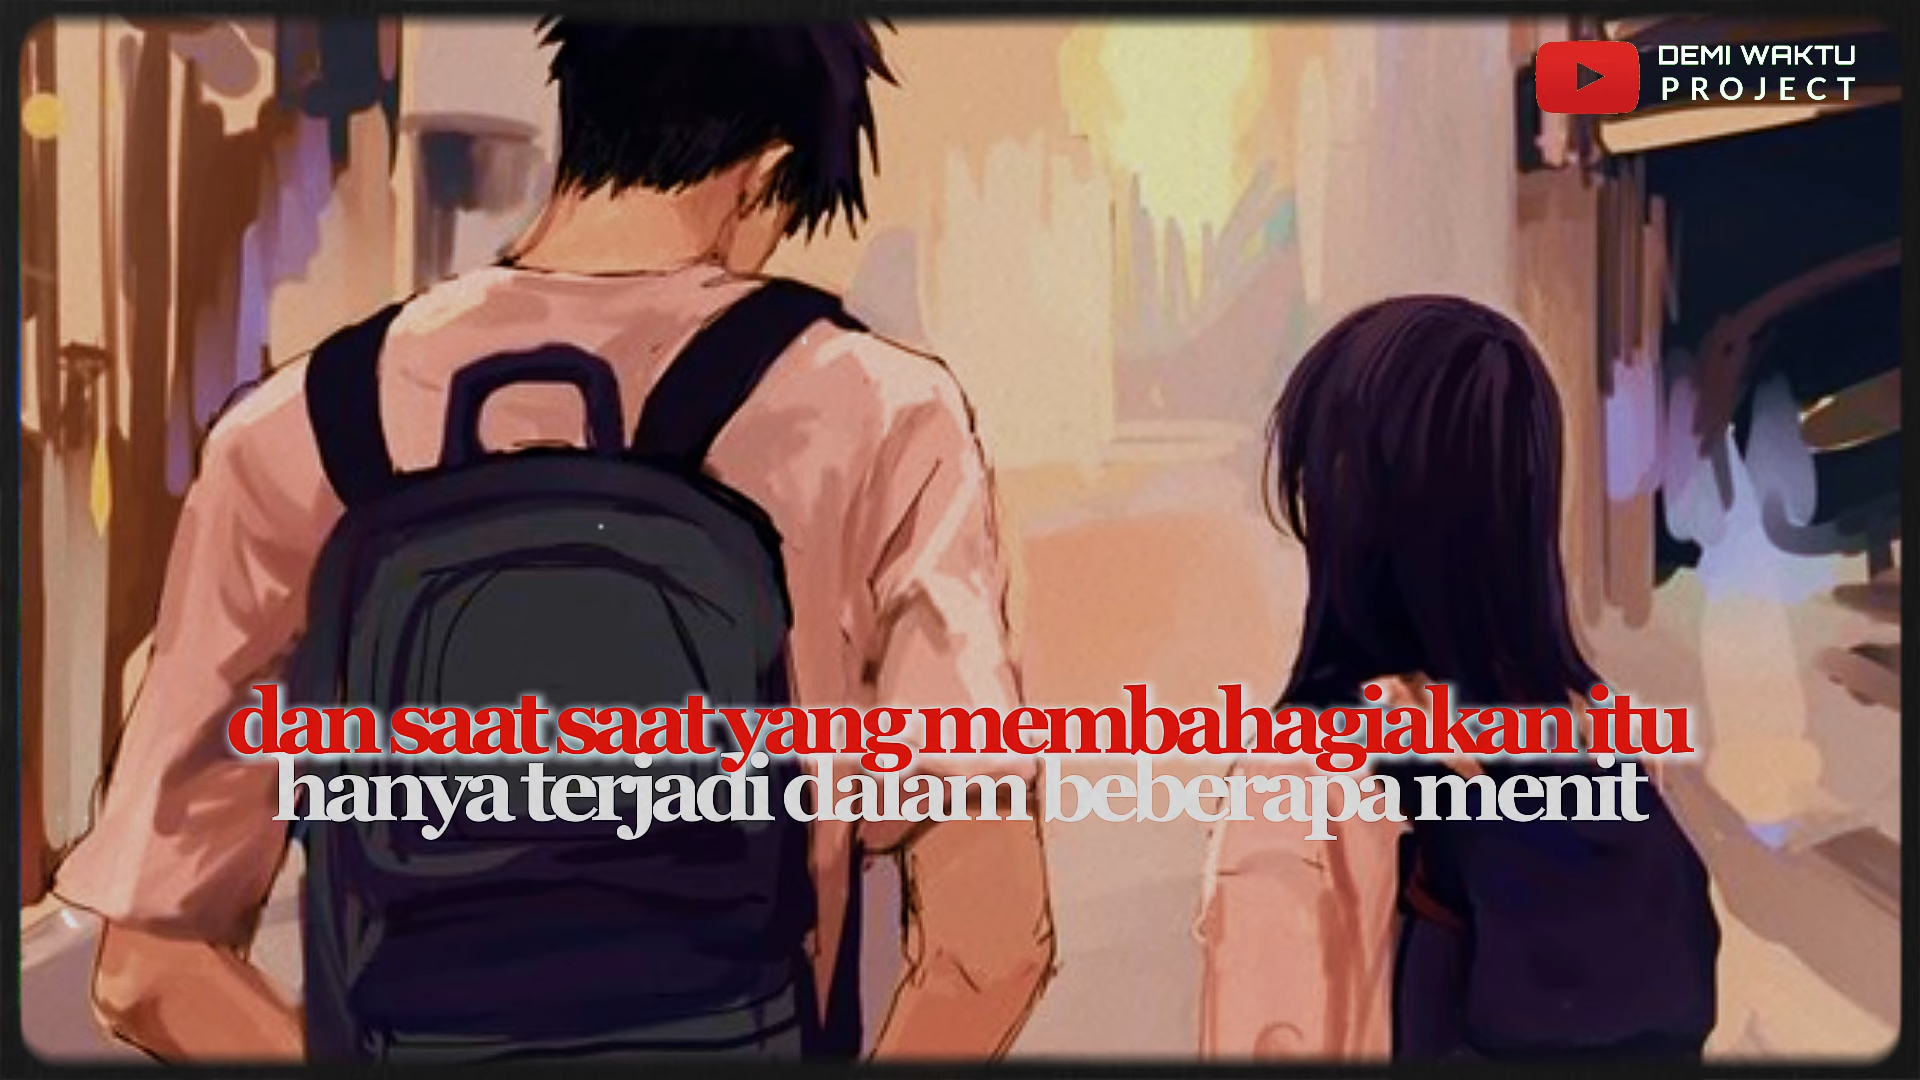 DEMI WAKTU
PROJECT
dan saat saat yang membahagiakan itu
hanya terjadi dalam beberapa menit